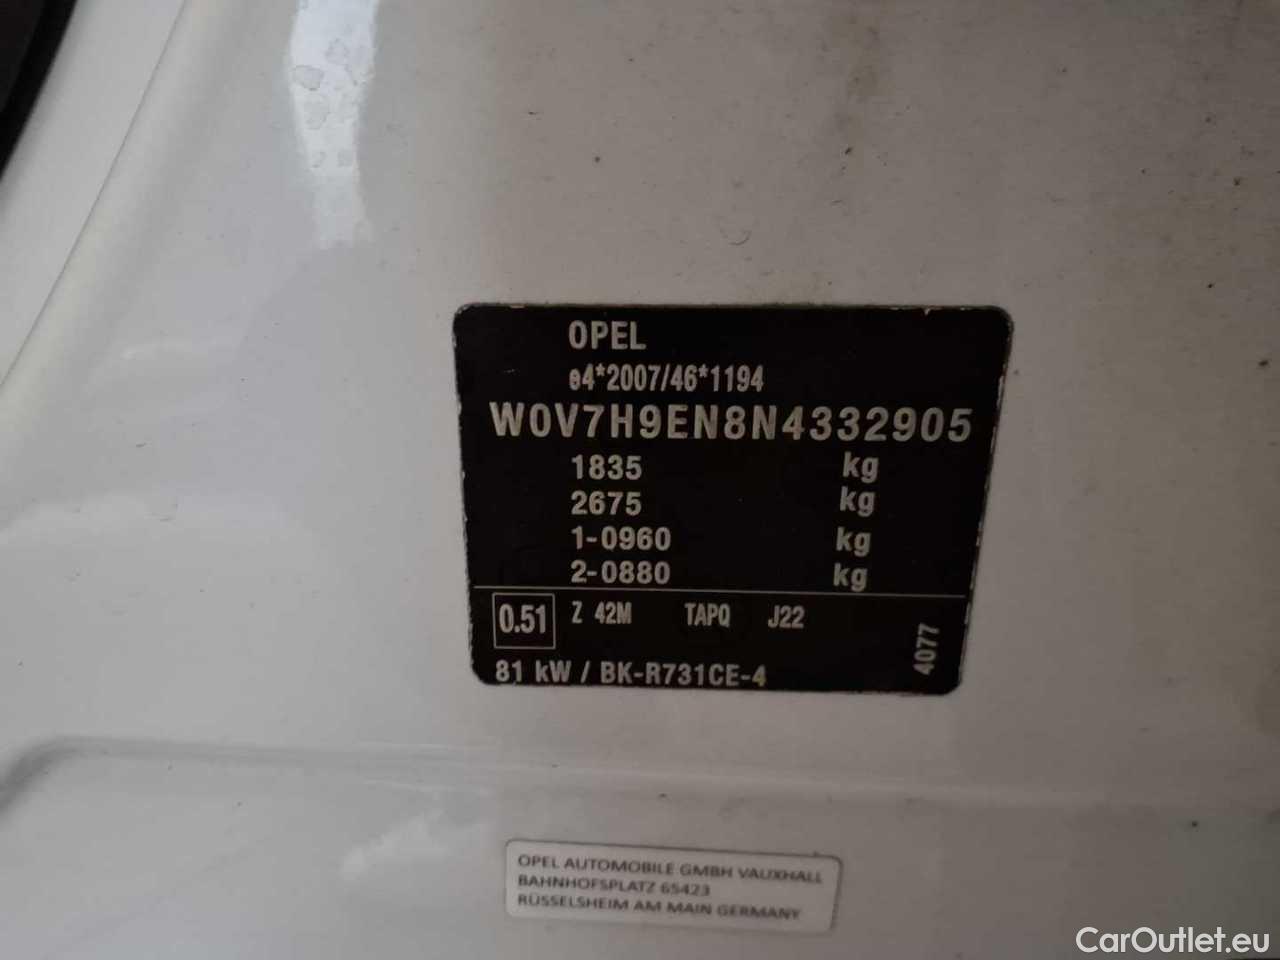 OPEL
e4*2007/46*1194
W0V7H9EN8N4332905
1835 kg
2675 kg
1-0960 kg
2-0880 kg
0.51 Z 42M TAPQ J22
4077
81 kW / BK-R731CE-4
OPEL AUTOMOBILE GMBH VAUXHALL
BAHNHOFSPLATZ 65423
RÜSSELSHEIM AM MAIN GERMANY
CarOutlet.eu